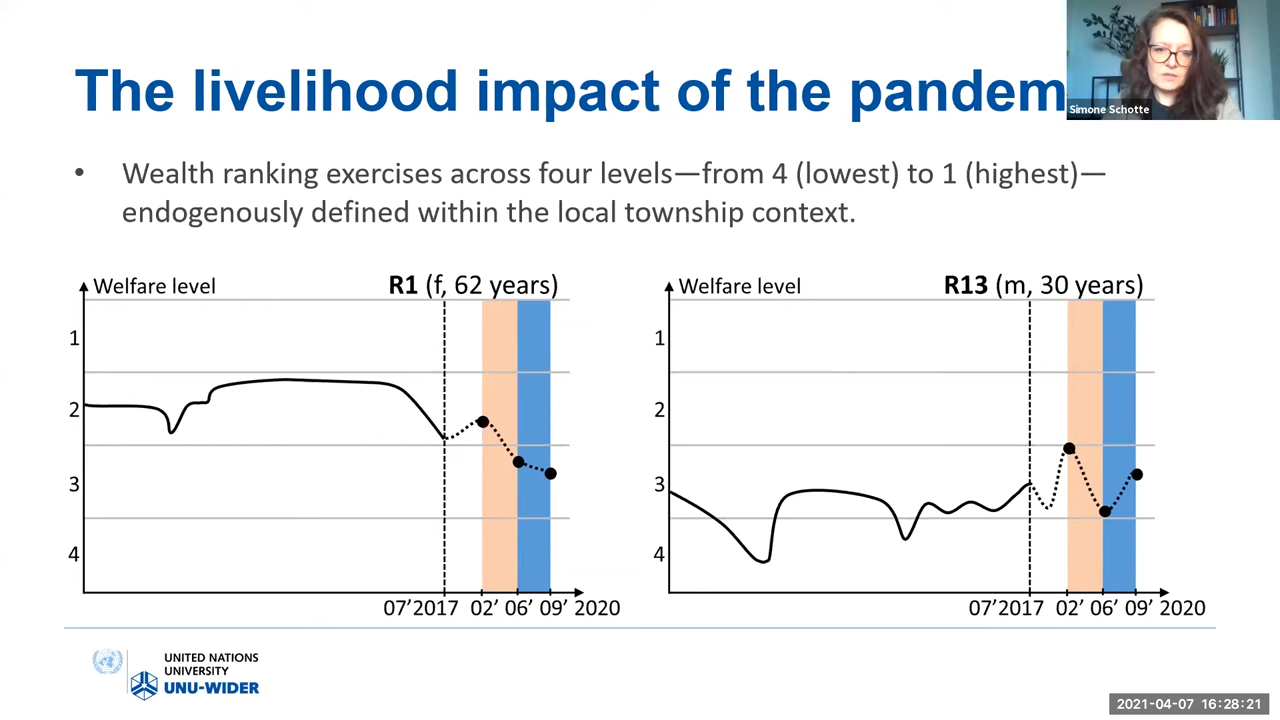 The livelihood impact of the pandem
Simone Schotte
• Wealth ranking exercises across four levels—from 4 (lowest) to 1 (highest)—
endogenously defined within the local township context.
Welfare level
R1 (f, 62 years)
1
2
3
4
07’2017 02’ 06’ 09’ 2020
Welfare level
R13 (m, 30 years)
1
2
3
4
07’2017 02’ 06’ 09’ 2020
UNITED NATIONS
UNIVERSITY
UNU-WIDER
2021-04-07 16:28:21